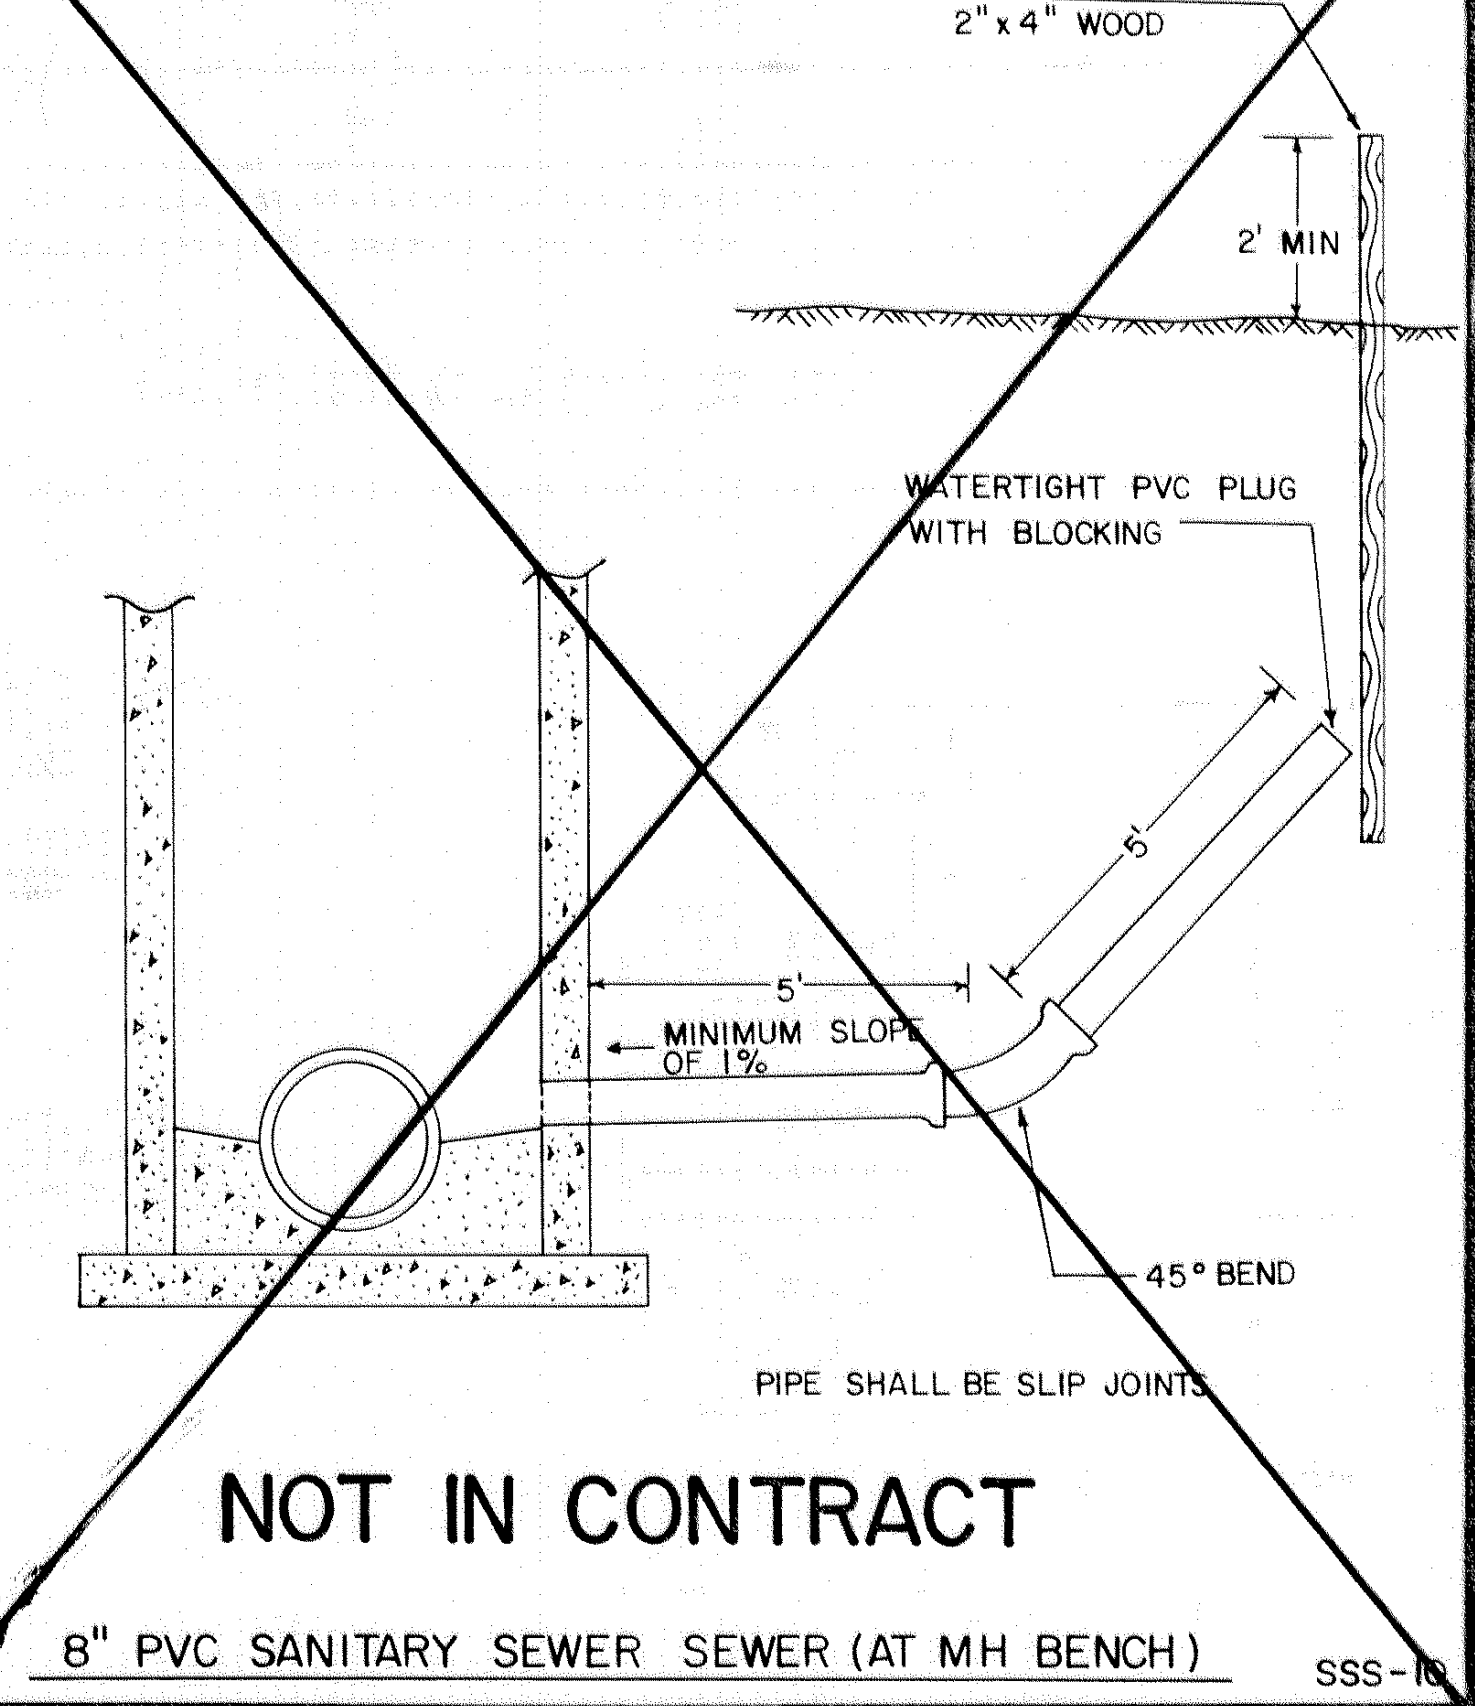 2" x 4" WOOD
2' MIN
WATERTIGHT PVC PLUG
WITH BLOCKING
5'
5'
MINIMUM SLOPE
OF 1%
45° BEND
PIPE SHALL BE SLIP JOINTS
NOT IN CONTRACT
8" PVC SANITARY SEWER SEWER (AT MH BENCH)
SSS-10